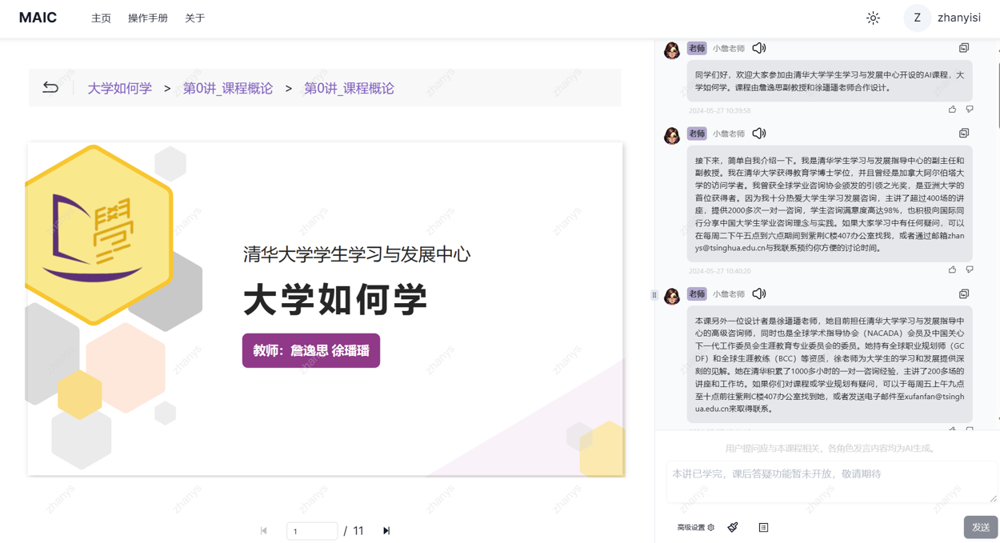 MAIC 主页 操作手册 关于 Z zhanyisi
大学如何学 > 第0讲_课程概论 > 第0讲_课程概论
學
清华大学学生学习与发展中心
大学如何学
教师：詹逸思 徐璠璠
1 / 11
老师 小詹老师
同学们好，欢迎大家参加由清华大学学生学习与发展中心开设的AI课程，大
学如何学。课程由詹逸思副教授和徐璠璠老师合作设计。
2024-05-27 10:39:58
老师 小詹老师
接下来，简单自我介绍一下。我是清华学生学习与发展指导中心的副主任和
副教授。我在清华大学获得教育学博士学位，并且曾经是加拿大阿尔伯塔大
学的访问学者。我曾获全球学业咨询协会颁发的引领之光奖，是亚洲大学的
首位获得者。因为我十分热爱大学生学习发展咨询，主讲了超过400场的讲
座，提供2000多次一对一咨询，学生咨询满意度高达98%，也积极向国际同
行分享中国大学生学业咨询理念与实践。如果大家学习中有任何疑问，可以
在每周二下午五点到六点期间到紫荆C楼407办公室找我，或者通过邮箱zhan
ys@tsinghua.edu.cn与我联系预约你方便的讨论时间。
2024-05-27 10:40:20
老师 小詹老师
本课另外一位设计者是徐璠璠老师，她目前担任清华大学学习与发展指导中
心的高级咨询师，同时也是全球学术指导协会（NACADA）会员及中国关心
下一代工作委员会生涯教育专业委员会的委员。她持有全球职业规划师（GC
DF）和全球生涯教练（BCC）等资质，徐老师为大学生的学习和发展提供深
刻的见解。她在清华积累了1000多小时的一对一咨询经验，主讲了200多场的
讲座和工作坊。如果你们对课程或学业规划有疑问，可以于每周五上午九点
至十点前往紫荆C楼407办公室找到她，或者发送电子邮件至xufanfan@tsingh
ua.edu.cn来取得联系。
用户提问应与本课程相关，各角色发言内容均为AI生成。
本讲已学完，课后答疑功能暂未开放，敬请期待
高级设置
发送
zhanys